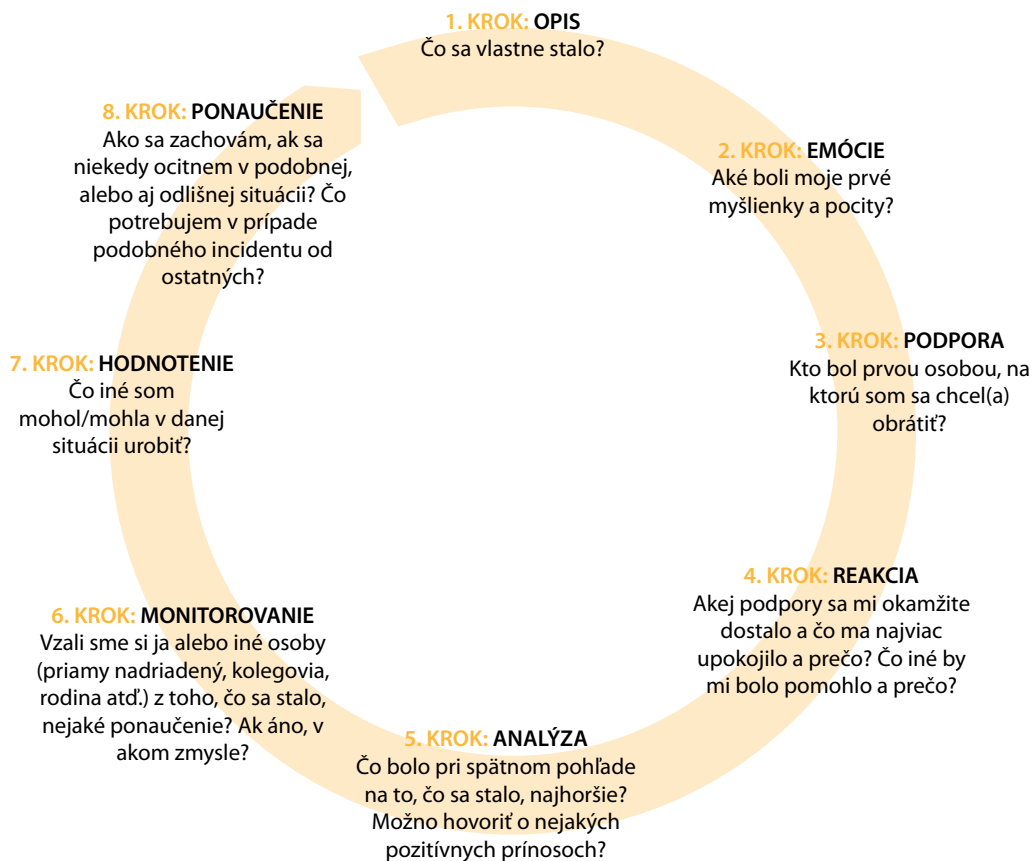 1. KROK: OPIS
Čo sa vlastne stalo?
2. KROK: EMÓCIE
Aké boli moje prvé
myšlienky a pocity?
3. KROK: PODPORA
Kto bol prvou osobou, na
ktorú som sa chcel(a)
obrátiť?
4. KROK: REAKCIA
Akej podpory sa mi okamžite
dostalo a čo ma najviac
upokojilo a prečo? Čo iné by
mi bolo pomohlo a prečo?
5. KROK: ANALÝZA
Čo bolo pri spätnom pohľade
na to, čo sa stalo, najhoršie?
Možno hovoriť o nejakých
pozitívnych prínosoch?
6. KROK: MONITOROVANIE
Vzali sme si ja alebo iné osoby
(priamy nadriadený, kolegovia,
rodina atď.) z toho, čo sa stalo,
nejaké ponaučenie? Ak áno, v
akom zmysle?
7. KROK: HODNOTENIE
Čo iné som
mohol/mohla v danej
situácii urobiť?
8. KROK: PONAUČENIE
Ako sa zachovám, ak sa
niekedy ocitnem v podobnej,
alebo aj odlišnej situácii? Čo
potrebujem v prípade
podobného incidentu od
ostatných?